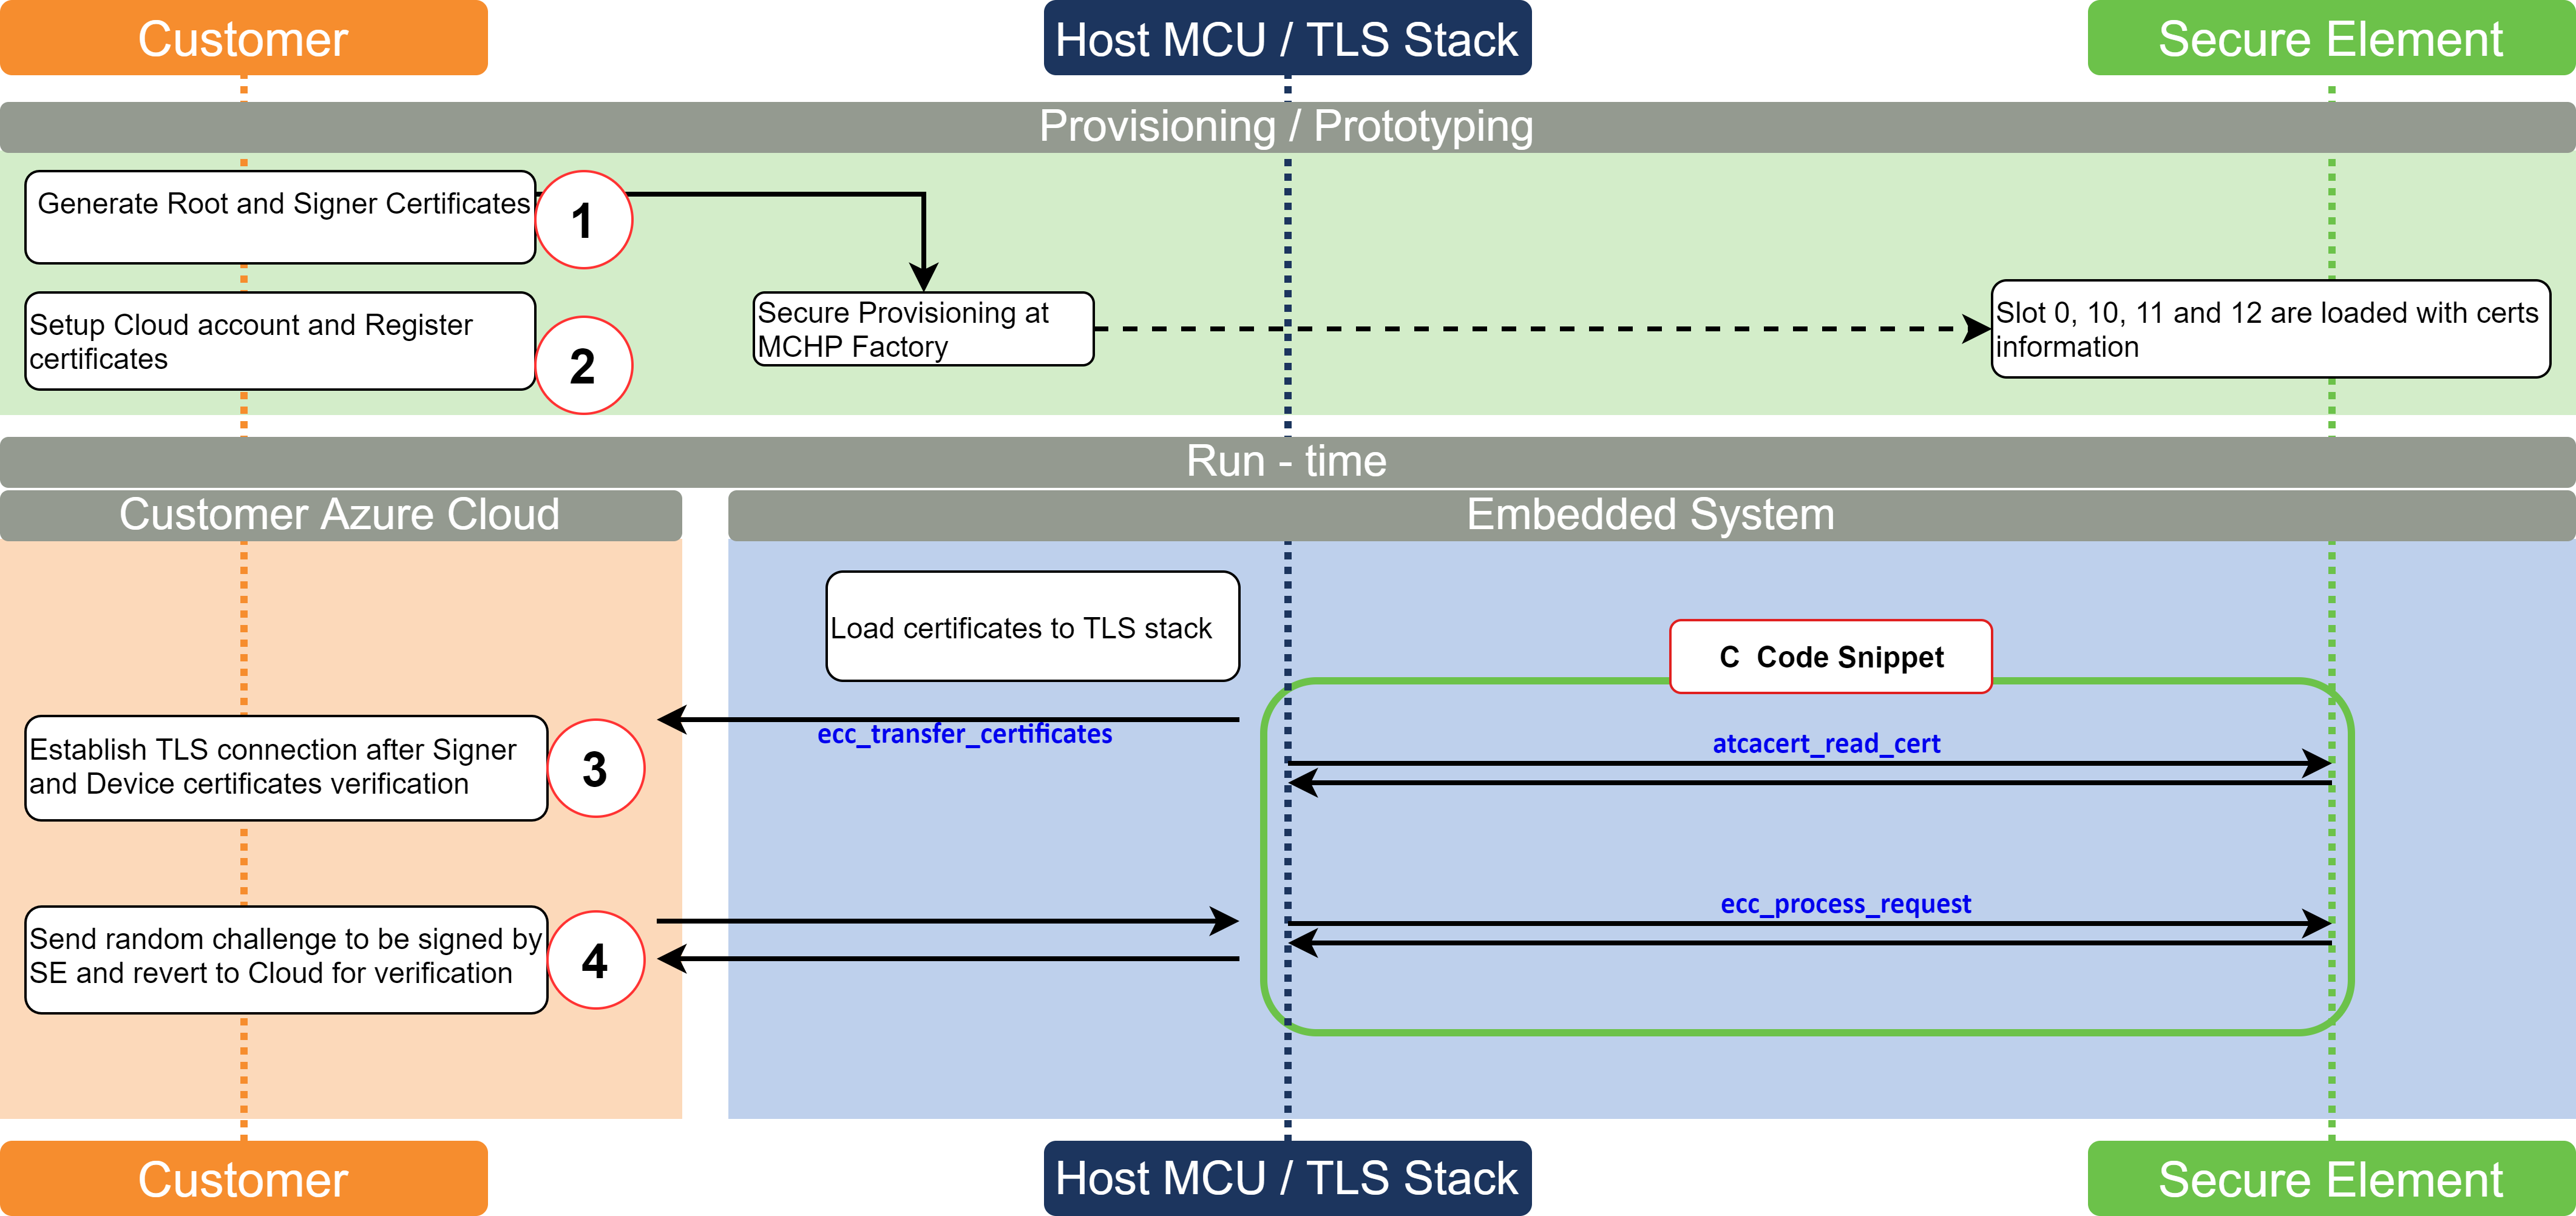 Customer
Host MCU / TLS Stack
Secure Element
Provisioning / Prototyping
Generate Root and Signer Certificates
1
Setup Cloud account and Register
certificates
2
Secure Provisioning at
MCHP Factory
Slot 0, 10, 11 and 12 are loaded with certs
information
Run - time
Customer Azure Cloud
Embedded System
Load certificates to TLS stack
C  Code Snippet
ecc_transfer_certificates
atcacert_read_cert
Establish TLS connection after Signer
and Device certificates verification
3
ecc_process_request
Send random challenge to be signed by
SE and revert to Cloud for verification
4
Customer
Host MCU / TLS Stack
Secure Element